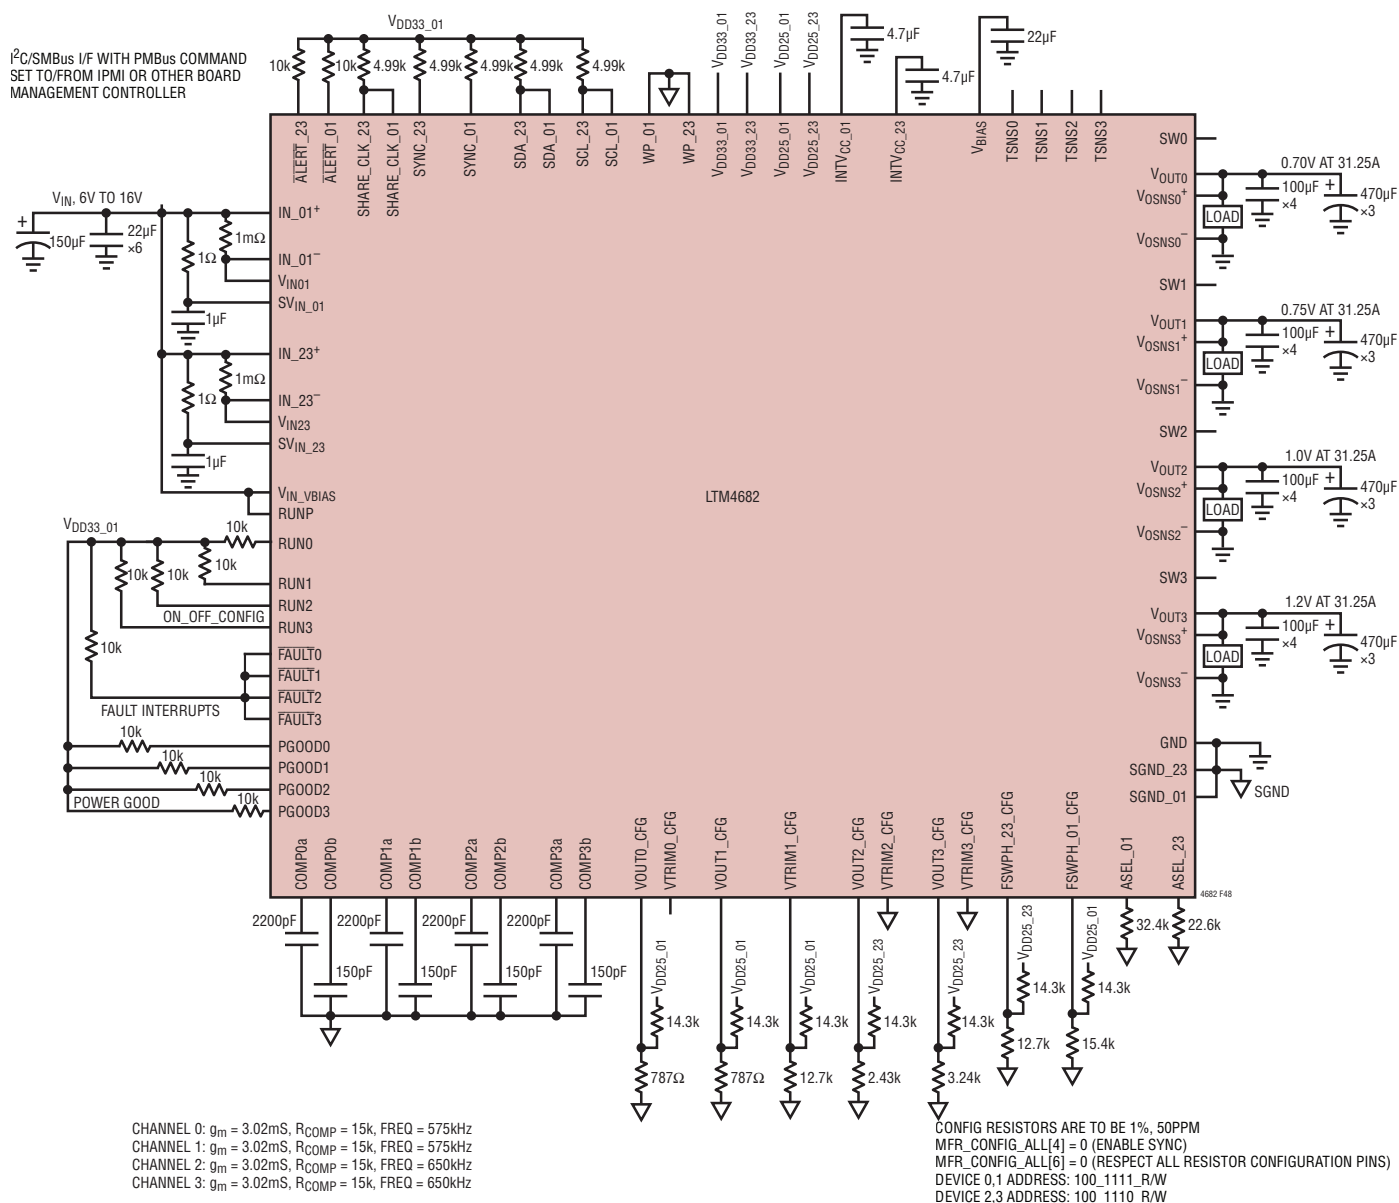 I²C/SMBus I/F WITH PMBus COMMAND
SET TO/FROM IPMI OR OTHER BOARD
MANAGEMENT CONTROLLER
VDD33_01
10k
10k
4.99k
4.99k
4.99k
4.99k
4.99k
VDD33_01
VDD33_23
VDD25_01
VDD25_23
4.7µF
4.7µF
22µF
ALERT_23
ALERT_01
SHARE_CLK_23
SHARE_CLK_01
SYNC_23
SYNC_01
SDA_23
SDA_01
SCL_23
SCL_01
WP_01
WP_23
VDD33_01
VDD33_23
VDD25_01
VDD25_23
INTVCC_01
INTVCC_23
VBIAS
TSNS0
TSNS1
TSNS2
TSNS3
VIN, 6V TO 16V
+
150µF
22µF
×6
1mΩ
1Ω
1µF
1mΩ
1Ω
1µF
IN_01+
IN_01−
VIN01
SVIN_01
IN_23+
IN_23−
VIN23
SVIN_23
VIN_VBIAS
RUNP
VDD33_01
10k
RUN0
10k
10k
10k
RUN1
RUN2
ON_OFF_CONFIG
RUN3
10k
FAULT0
FAULT1
FAULT2
FAULT INTERRUPTS
FAULT3
10k
PGOOD0
10k
PGOOD1
10k
PGOOD2
POWER GOOD
10k
PGOOD3
LTM4682
SW0
VOUT0
VOSNS0+
VOSNS0−
0.70V AT 31.25A
LOAD
100µF
×4
+
470µF
×3
SW1
VOUT1
VOSNS1+
VOSNS1−
0.75V AT 31.25A
LOAD
100µF
×4
+
470µF
×3
SW2
VOUT2
VOSNS2+
VOSNS2−
1.0V AT 31.25A
LOAD
100µF
×4
+
470µF
×3
SW3
VOUT3
VOSNS3+
VOSNS3−
1.2V AT 31.25A
LOAD
100µF
×4
+
470µF
×3
GND
SGND_23
SGND_01
SGND
COMP0a
COMP0b
COMP1a
COMP1b
COMP2a
COMP2b
COMP3a
COMP3b
VOUT0_CFG
VTRIM0_CFG
VOUT1_CFG
VTRIM1_CFG
VOUT2_CFG
VTRIM2_CFG
VOUT3_CFG
VTRIM3_CFG
FSWPH_23_CFG
FSWPH_01_CFG
ASEL_01
ASEL_23
4682 F48
2200pF
2200pF
2200pF
2200pF
150pF
150pF
150pF
150pF
VDD25_01
VDD25_01
VDD25_01
VDD25_23
VDD25_23
VDD25_23
VDD25_01
32.4k
22.6k
14.3k
14.3k
14.3k
14.3k
14.3k
14.3k
14.3k
787Ω
787Ω
12.7k
2.43k
3.24k
12.7k
15.4k
CHANNEL 0: gm = 3.02mS, RCOMP = 15k, FREQ = 575kHz
CHANNEL 1: gm = 3.02mS, RCOMP = 15k, FREQ = 575kHz
CHANNEL 2: gm = 3.02mS, RCOMP = 15k, FREQ = 650kHz
CHANNEL 3: gm = 3.02mS, RCOMP = 15k, FREQ = 650kHz
CONFIG RESISTORS ARE TO BE 1%, 50PPM
MFR_CONFIG_ALL[4] = 0 (ENABLE SYNC)
MFR_CONFIG_ALL[6] = 0 (RESPECT ALL RESISTOR CONFIGURATION PINS)
DEVICE 0,1 ADDRESS: 100_1111_R/W
DEVICE 2,3 ADDRESS: 100_1110_R/W